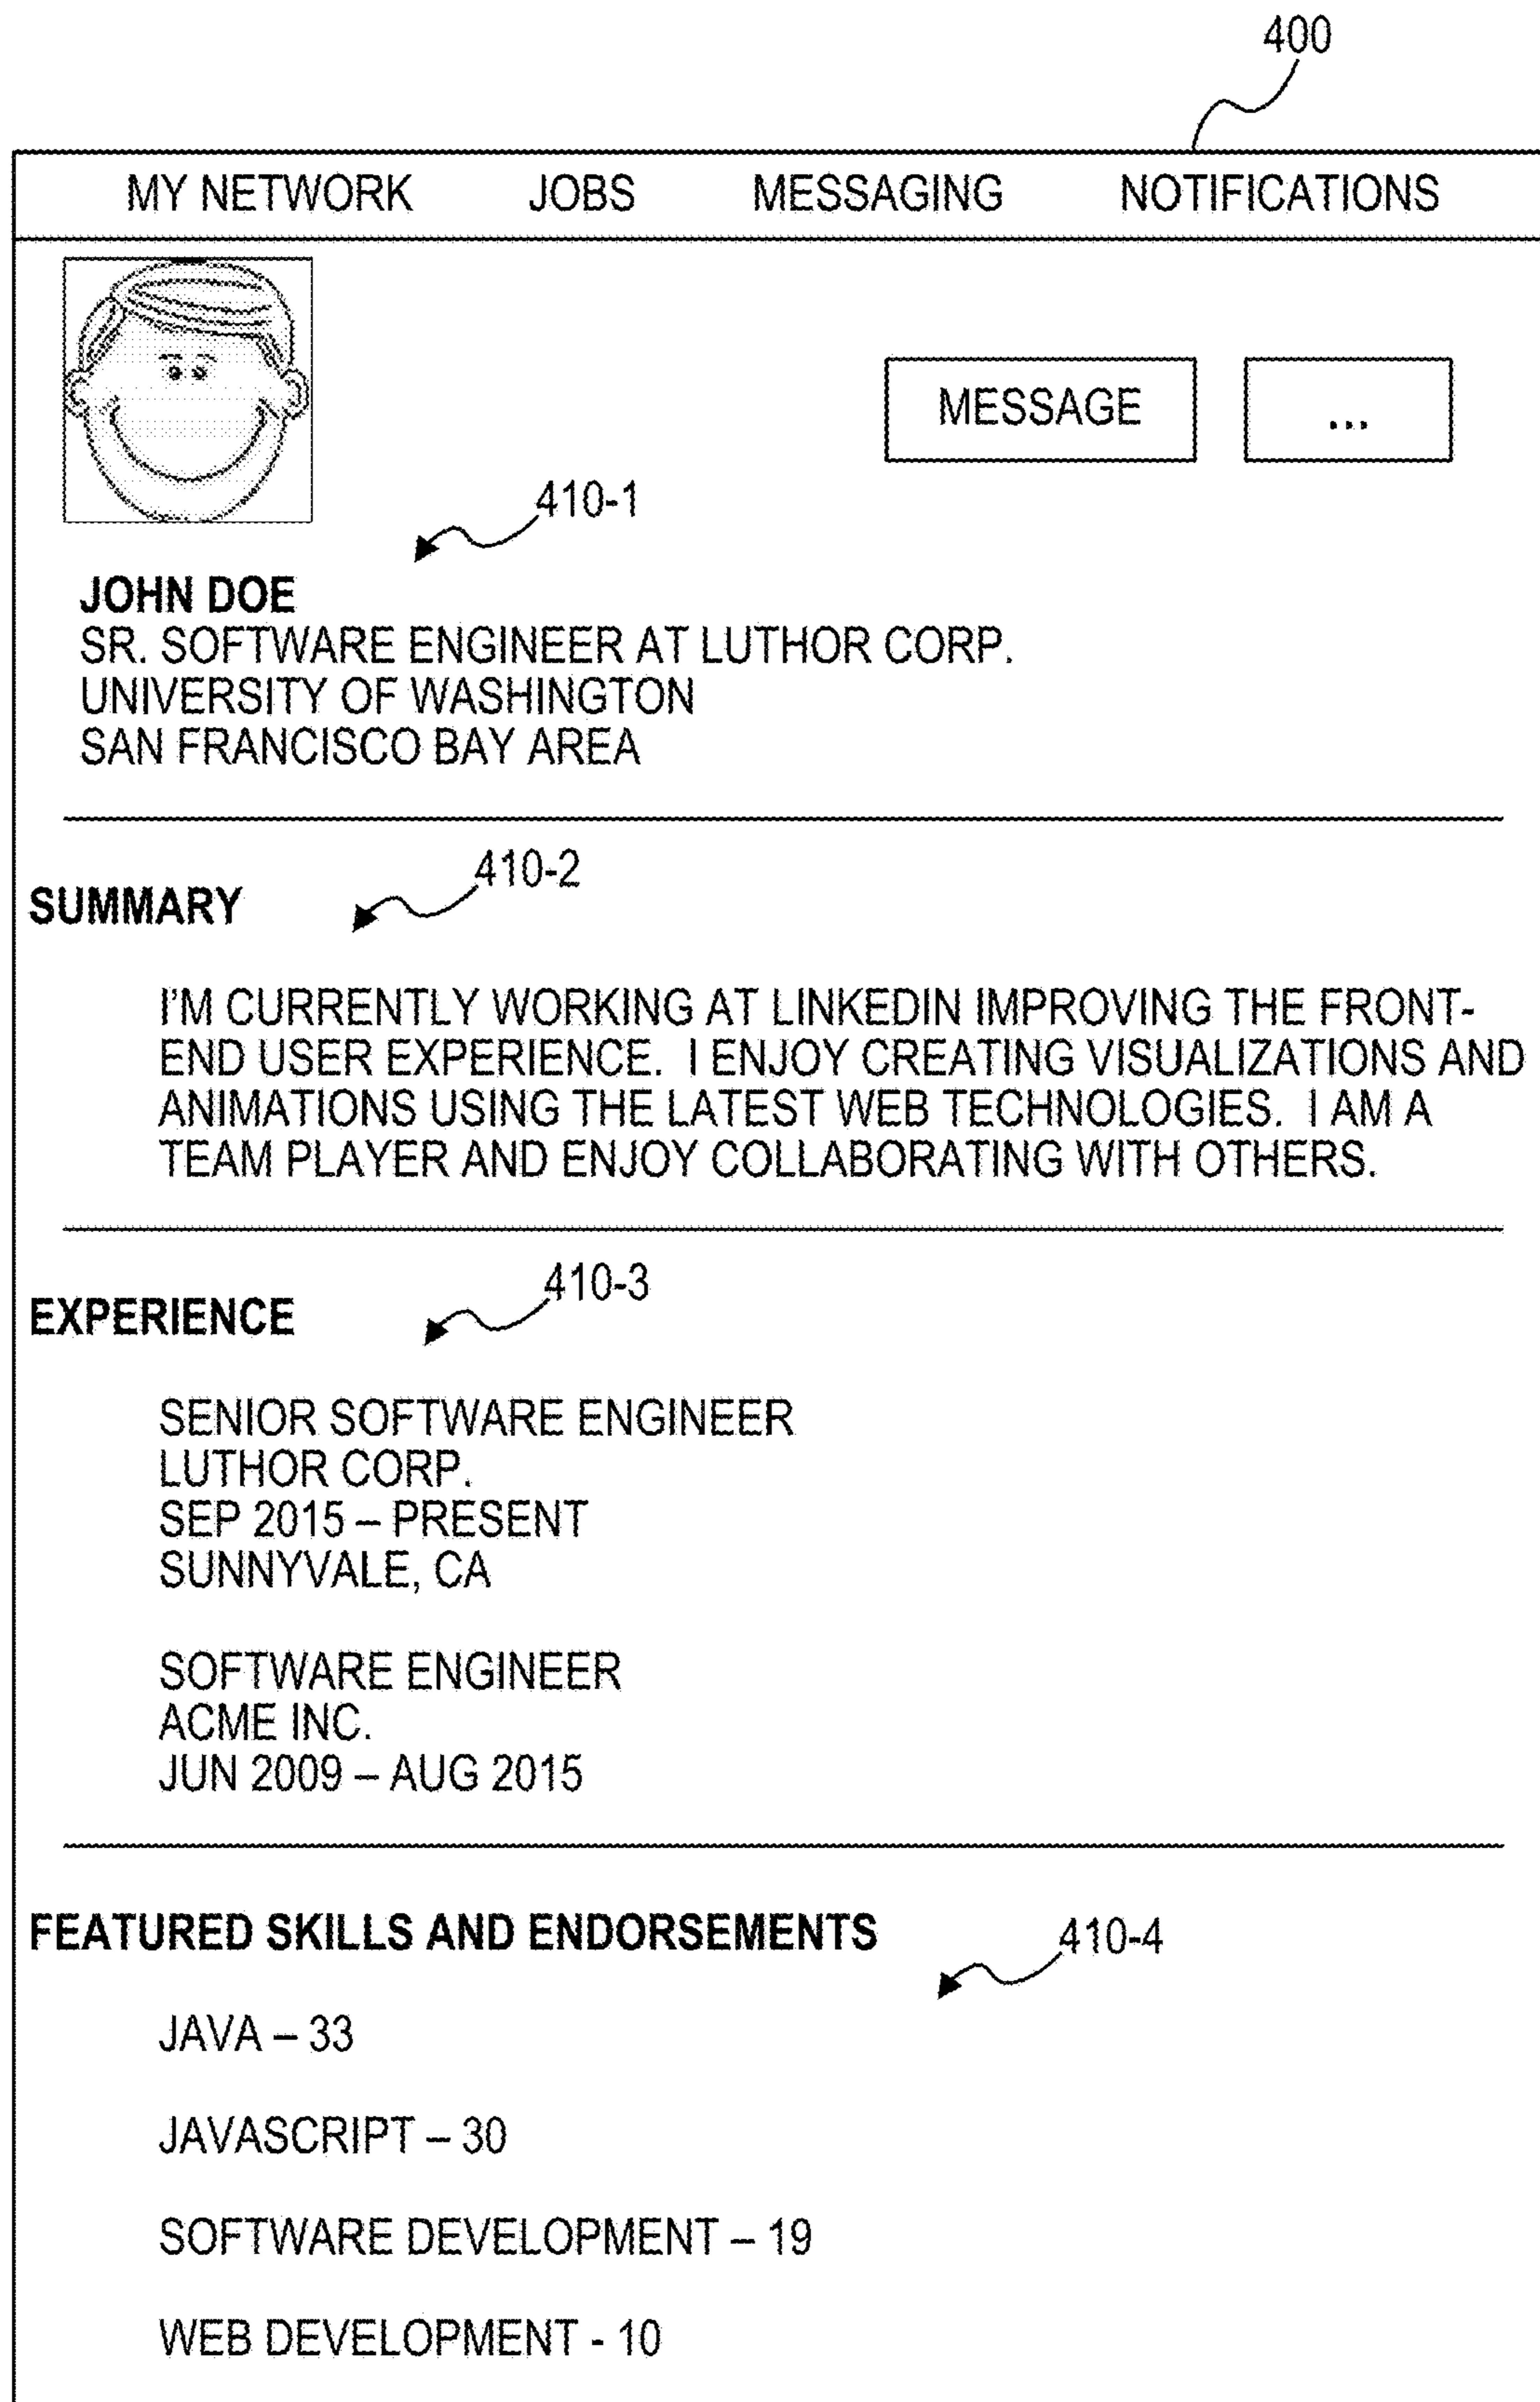 400
MY NETWORK JOBS MESSAGING NOTIFICATIONS
MESSAGE ...
410-1
JOHN DOE
SR. SOFTWARE ENGINEER AT LUTHOR CORP.
UNIVERSITY OF WASHINGTON
SAN FRANCISCO BAY AREA
410-2
SUMMARY
I'M CURRENTLY WORKING AT LINKEDIN IMPROVING THE FRONT-
END USER EXPERIENCE. I ENJOY CREATING VISUALIZATIONS AND
ANIMATIONS USING THE LATEST WEB TECHNOLOGIES. I AM A
TEAM PLAYER AND ENJOY COLLABORATING WITH OTHERS.
410-3
EXPERIENCE
SENIOR SOFTWARE ENGINEER
LUTHOR CORP.
SEP 2015 – PRESENT
SUNNYVALE, CA
SOFTWARE ENGINEER
ACME INC.
JUN 2009 – AUG 2015
FEATURED SKILLS AND ENDORSEMENTS
410-4
JAVA – 33
JAVASCRIPT – 30
SOFTWARE DEVELOPMENT – 19
WEB DEVELOPMENT - 10